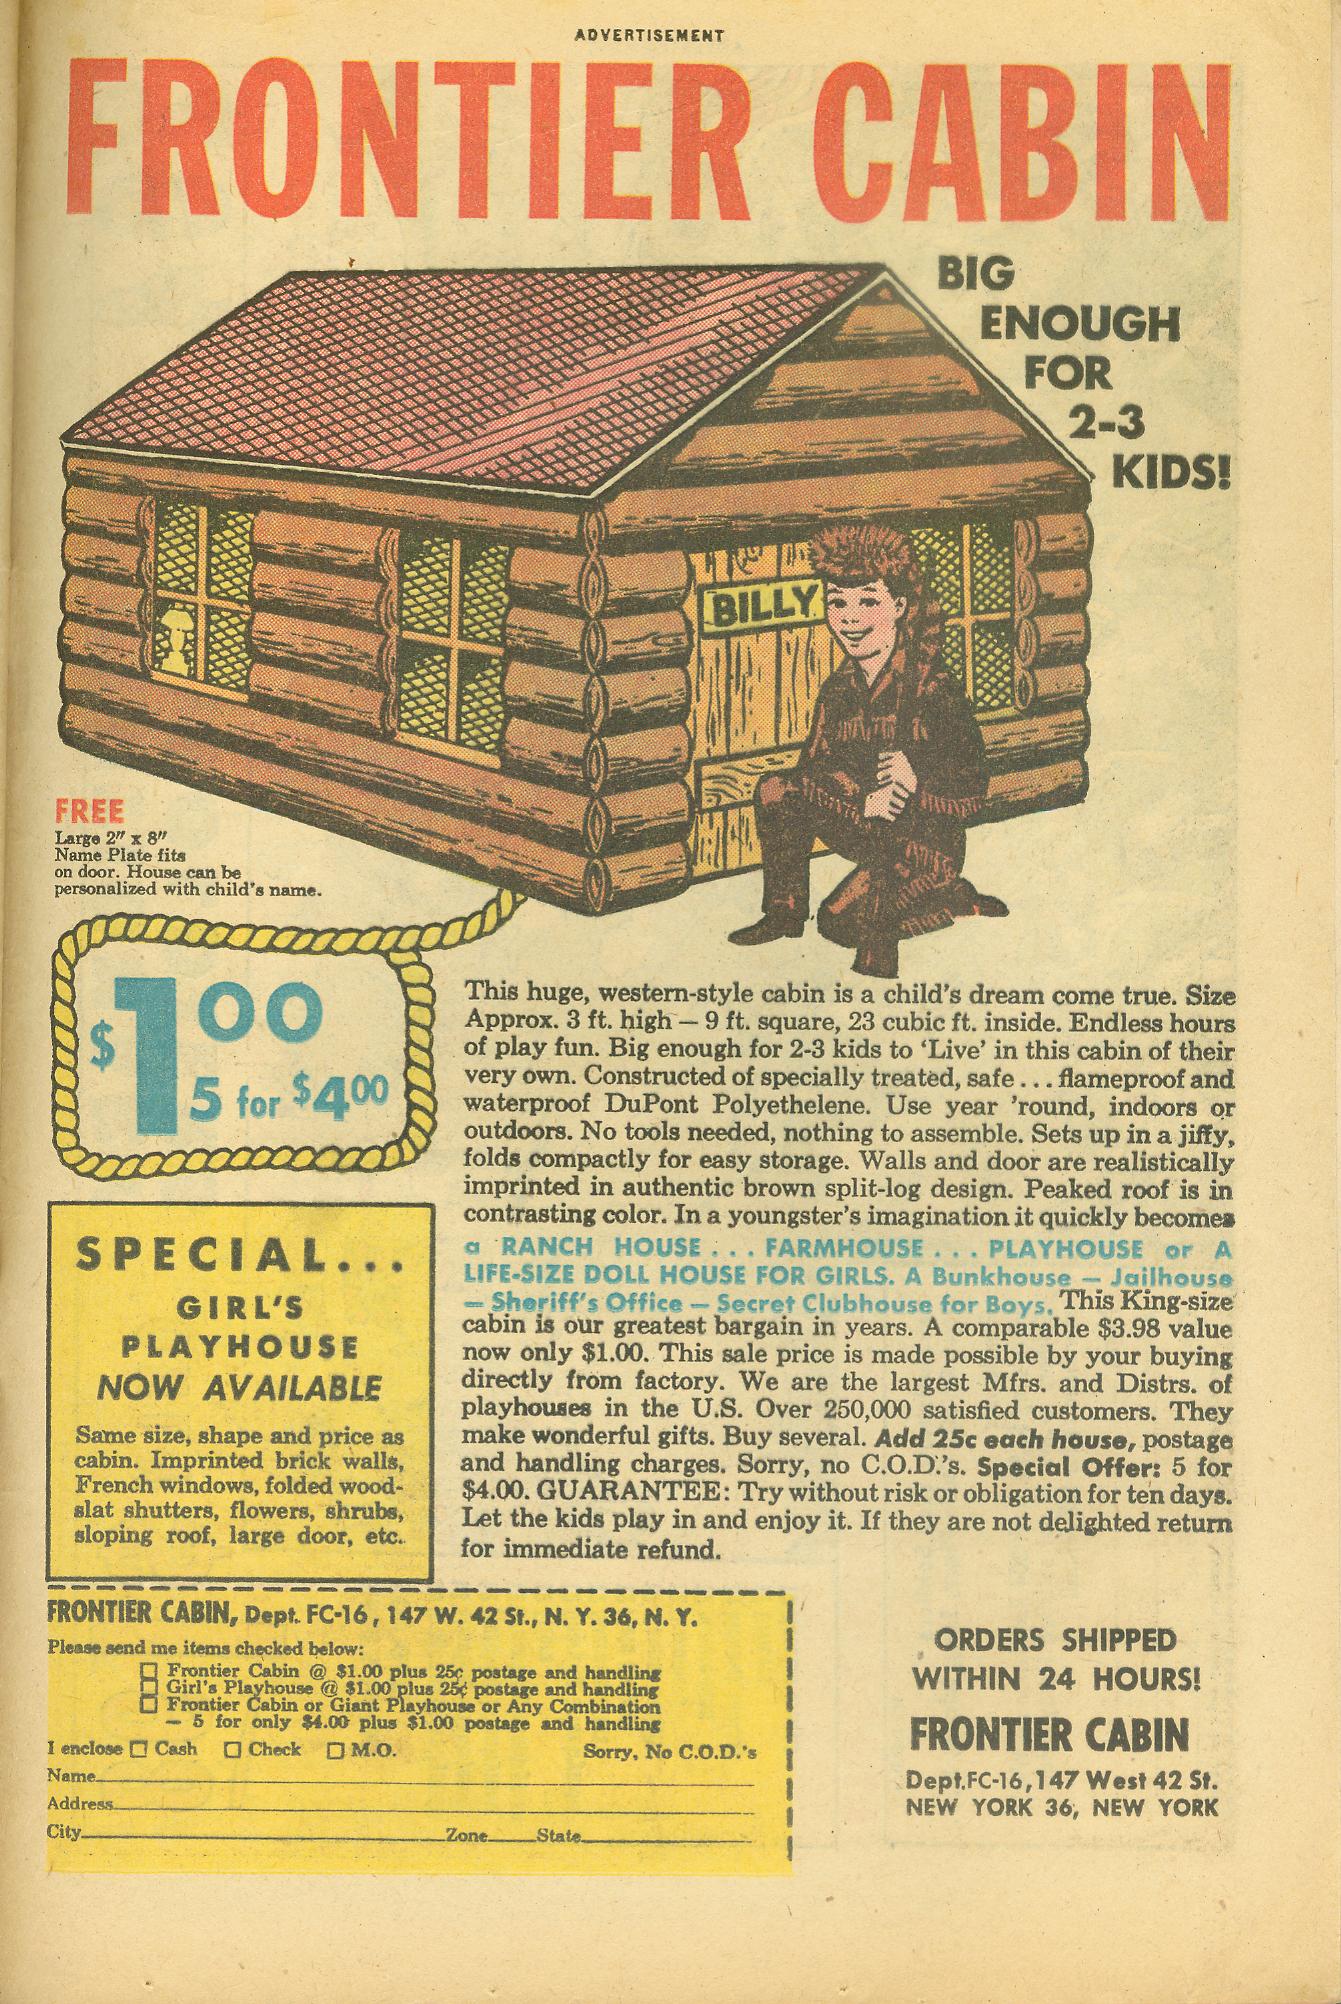 ADVERTISEMENT
FRONTIER CABIN
BIG
ENOUGH
FOR
2-3
KIDS!
BILLY
FREE
Large 2″ x 8″
Name Plate fits
on door. House can be
personalized with child's name.
$1.00
5 for $4.00
This huge, western-style cabin is a child's dream come true. Size
Approx. 3 ft. high — 9 ft. square, 23 cubic ft. inside. Endless hours
of play fun. Big enough for 2-3 kids to 'Live' in this cabin of their
very own. Constructed of specially treated, safe... flameproof and
waterproof DuPont Polyethelene. Use year 'round, indoors or
outdoors. No tools needed, nothing to assemble. Sets up in a jiffy,
folds compactly for easy storage. Walls and door are realistically
imprinted in authentic brown split-log design. Peaked roof is in
contrasting color. In a youngster's imagination it quickly becomes
a RANCH HOUSE... FARMHOUSE... PLAYHOUSE or A
LIFE-SIZE DOLL HOUSE FOR GIRLS. A Bunkhouse — Jailhouse
— Sheriff's Office — Secret Clubhouse for Boys. This King-size
cabin is our greatest bargain in years. A comparable $3.98 value
now only $1.00. This sale price is made possible by your buying
directly from factory. We are the largest Mfrs. and Distrs. of
playhouses in the U.S. Over 250,000 satisfied customers. They
make wonderful gifts. Buy several. Add 25c each house, postage
and handling charges. Sorry, no C.O.D.'s. Special Offer: 5 for
$4.00. GUARANTEE: Try without risk or obligation for ten days.
Let the kids play in and enjoy it. If they are not delighted return
for immediate refund.
SPECIAL...
GIRL'S
PLAYHOUSE
NOW AVAILABLE
Same size, shape and price as
cabin. Imprinted brick walls,
French windows, folded wood-
slat shutters, flowers, shrubs,
sloping roof, large door, etc.
FRONTIER CABIN, Dept. FC-16, 147 W. 42 St., N. Y. 36, N. Y.
Please send me items checked below:
Frontier Cabin @ $1.00 plus 25c postage and handling
Girl's Playhouse @ $1.00 plus 25¢ postage and handling
Frontier Cabin or Giant Playhouse or Any Combination
— 5 for only $4.00 plus $1.00 postage and handling
I enclose Cash Check M.O. Sorry, No C.O.D.'s
Name
Address
City Zone State
ORDERS SHIPPED
WITHIN 24 HOURS!
FRONTIER CABIN
Dept.FC-16, 147 West 42 St.
NEW YORK 36, NEW YORK